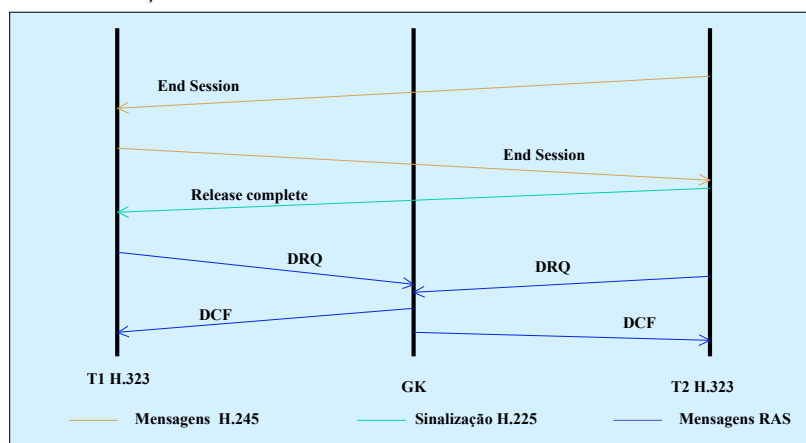 End Session
End Session
Release complete
DRQ
DRQ
DCF
DCF
T1 H.323
GK
T2 H.323
Mensagens H.245
Sinalização H.225
Mensagens RAS